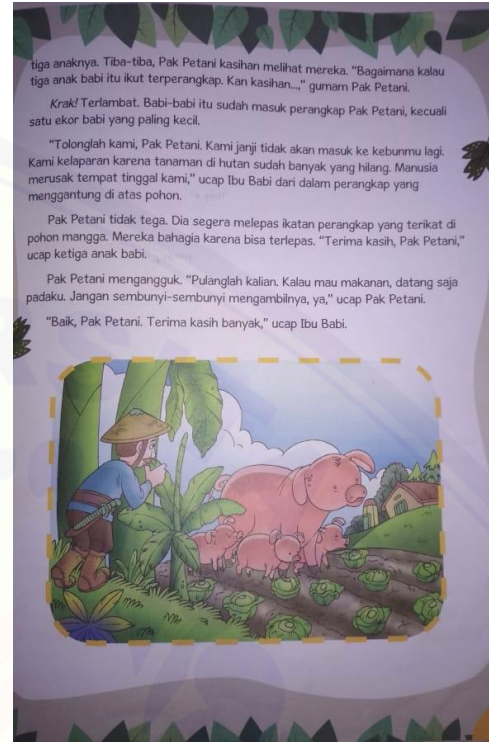 tiga anaknya. Tiba-tiba, Pak Petani kasihan melihat mereka. "Bagaimana kalau
tiga anak babi itu ikut terperangkap. Kan kasihan...," gumam Pak Petani.
Krak! Terlambat. Babi-babi itu sudah masuk perangkap Pak Petani, kecuali
satu ekor babi yang paling kecil.
"Tolonglah kami, Pak Petani. Kami janji tidak akan masuk ke kebunmu lagi.
Kami kelaparan karena tanaman di hutan sudah banyak yang hilang. Manusia
merusak tempat tinggal kami," ucap Ibu Babi dari dalam perangkap yang
menggantung di atas pohon.
Pak Petani tidak tega. Dia segera melepas ikatan perangkap yang terikat di
pohon mangga. Mereka bahagia karena bisa terlepas. "Terima kasih, Pak Petani,"
ucap ketiga anak babi.
Pak Petani mengangguk. "Pulanglah kalian. Kalau mau makanan, datang saja
padaku. Jangan sembunyi-sembunyi mengambilnya, ya," ucap Pak Petani.
"Baik, Pak Petani. Terima kasih banyak," ucap Ibu Babi.